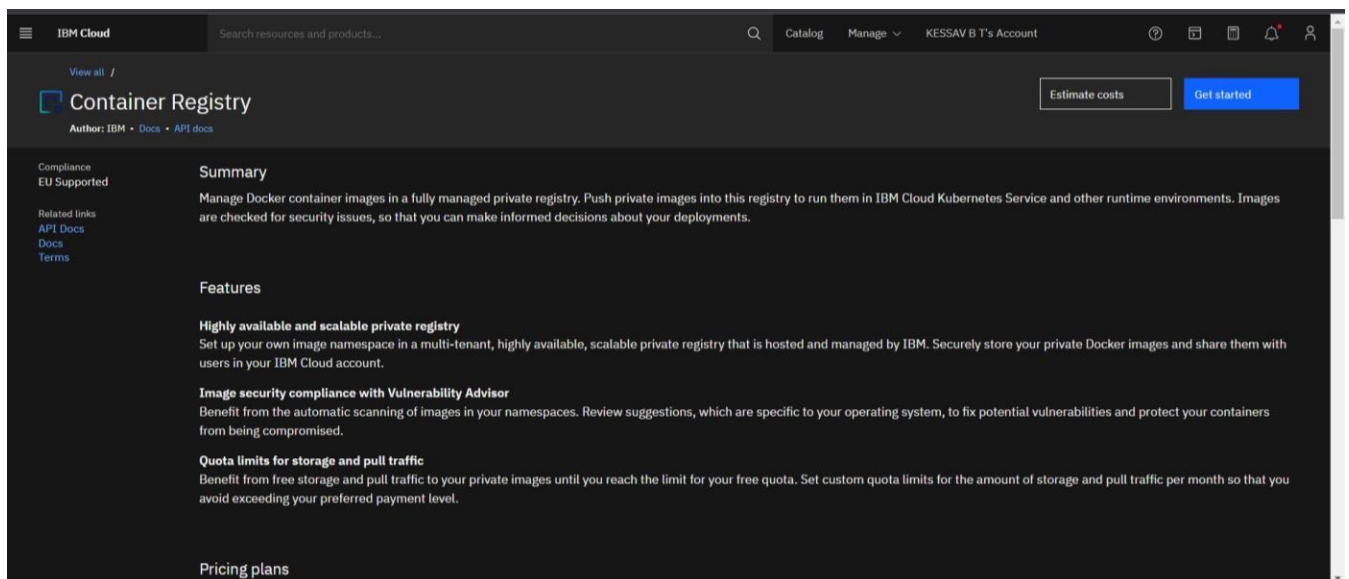 IBM Cloud
Search resources and products...
Catalog
Manage
KESSAV B T's Account
View all /
Container Registry
Author: IBM • Docs • API docs
Estimate costs
Get started
Compliance
EU Supported
Related links
API Docs
Docs
Terms
Summary
Manage Docker container images in a fully managed private registry. Push private images into this registry to run them in IBM Cloud Kubernetes Service and other runtime environments. Images
are checked for security issues, so that you can make informed decisions about your deployments.
Features
Highly available and scalable private registry
Set up your own image namespace in a multi-tenant, highly available, scalable private registry that is hosted and managed by IBM. Securely store your private Docker images and share them with
users in your IBM Cloud account.
Image security compliance with Vulnerability Advisor
Benefit from the automatic scanning of images in your namespaces. Review suggestions, which are specific to your operating system, to fix potential vulnerabilities and protect your containers
from being compromised.
Quota limits for storage and pull traffic
Benefit from free storage and pull traffic to your private images until you reach the limit for your free quota. Set custom quota limits for the amount of storage and pull traffic per month so that you
avoid exceeding your preferred payment level.
Pricing plans